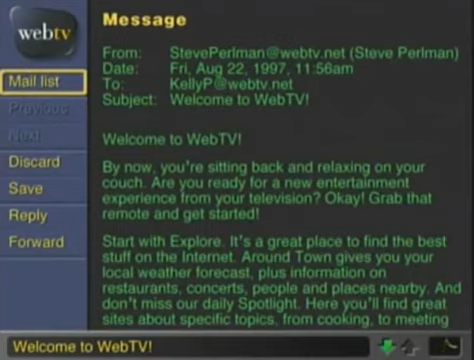 webtv
Message
From: StevePerlman@webtv.net (Steve Perlman)
Date: Fri, Aug 22, 1997, 11:56am
To: KellyP@webtv.net
Subject: Welcome to WebTV!
Mail list
Previous
Next
Discard
Save
Reply
Forward
Welcome to WebTV!
By now, you're sitting back and relaxing on your
couch. Are you ready for a new entertainment
experience from your television? Okay! Grab that
remote and get started!
Start with Explore. It's a great place to find the best
stuff on the Internet. Around Town gives you your
local weather forecast, plus information on
restaurants, concerts, people and places nearby. And
don't miss our daily Spotlight. Here you'll find great
sites about specific topics, from cooking, to meeting
Welcome to WebTV!